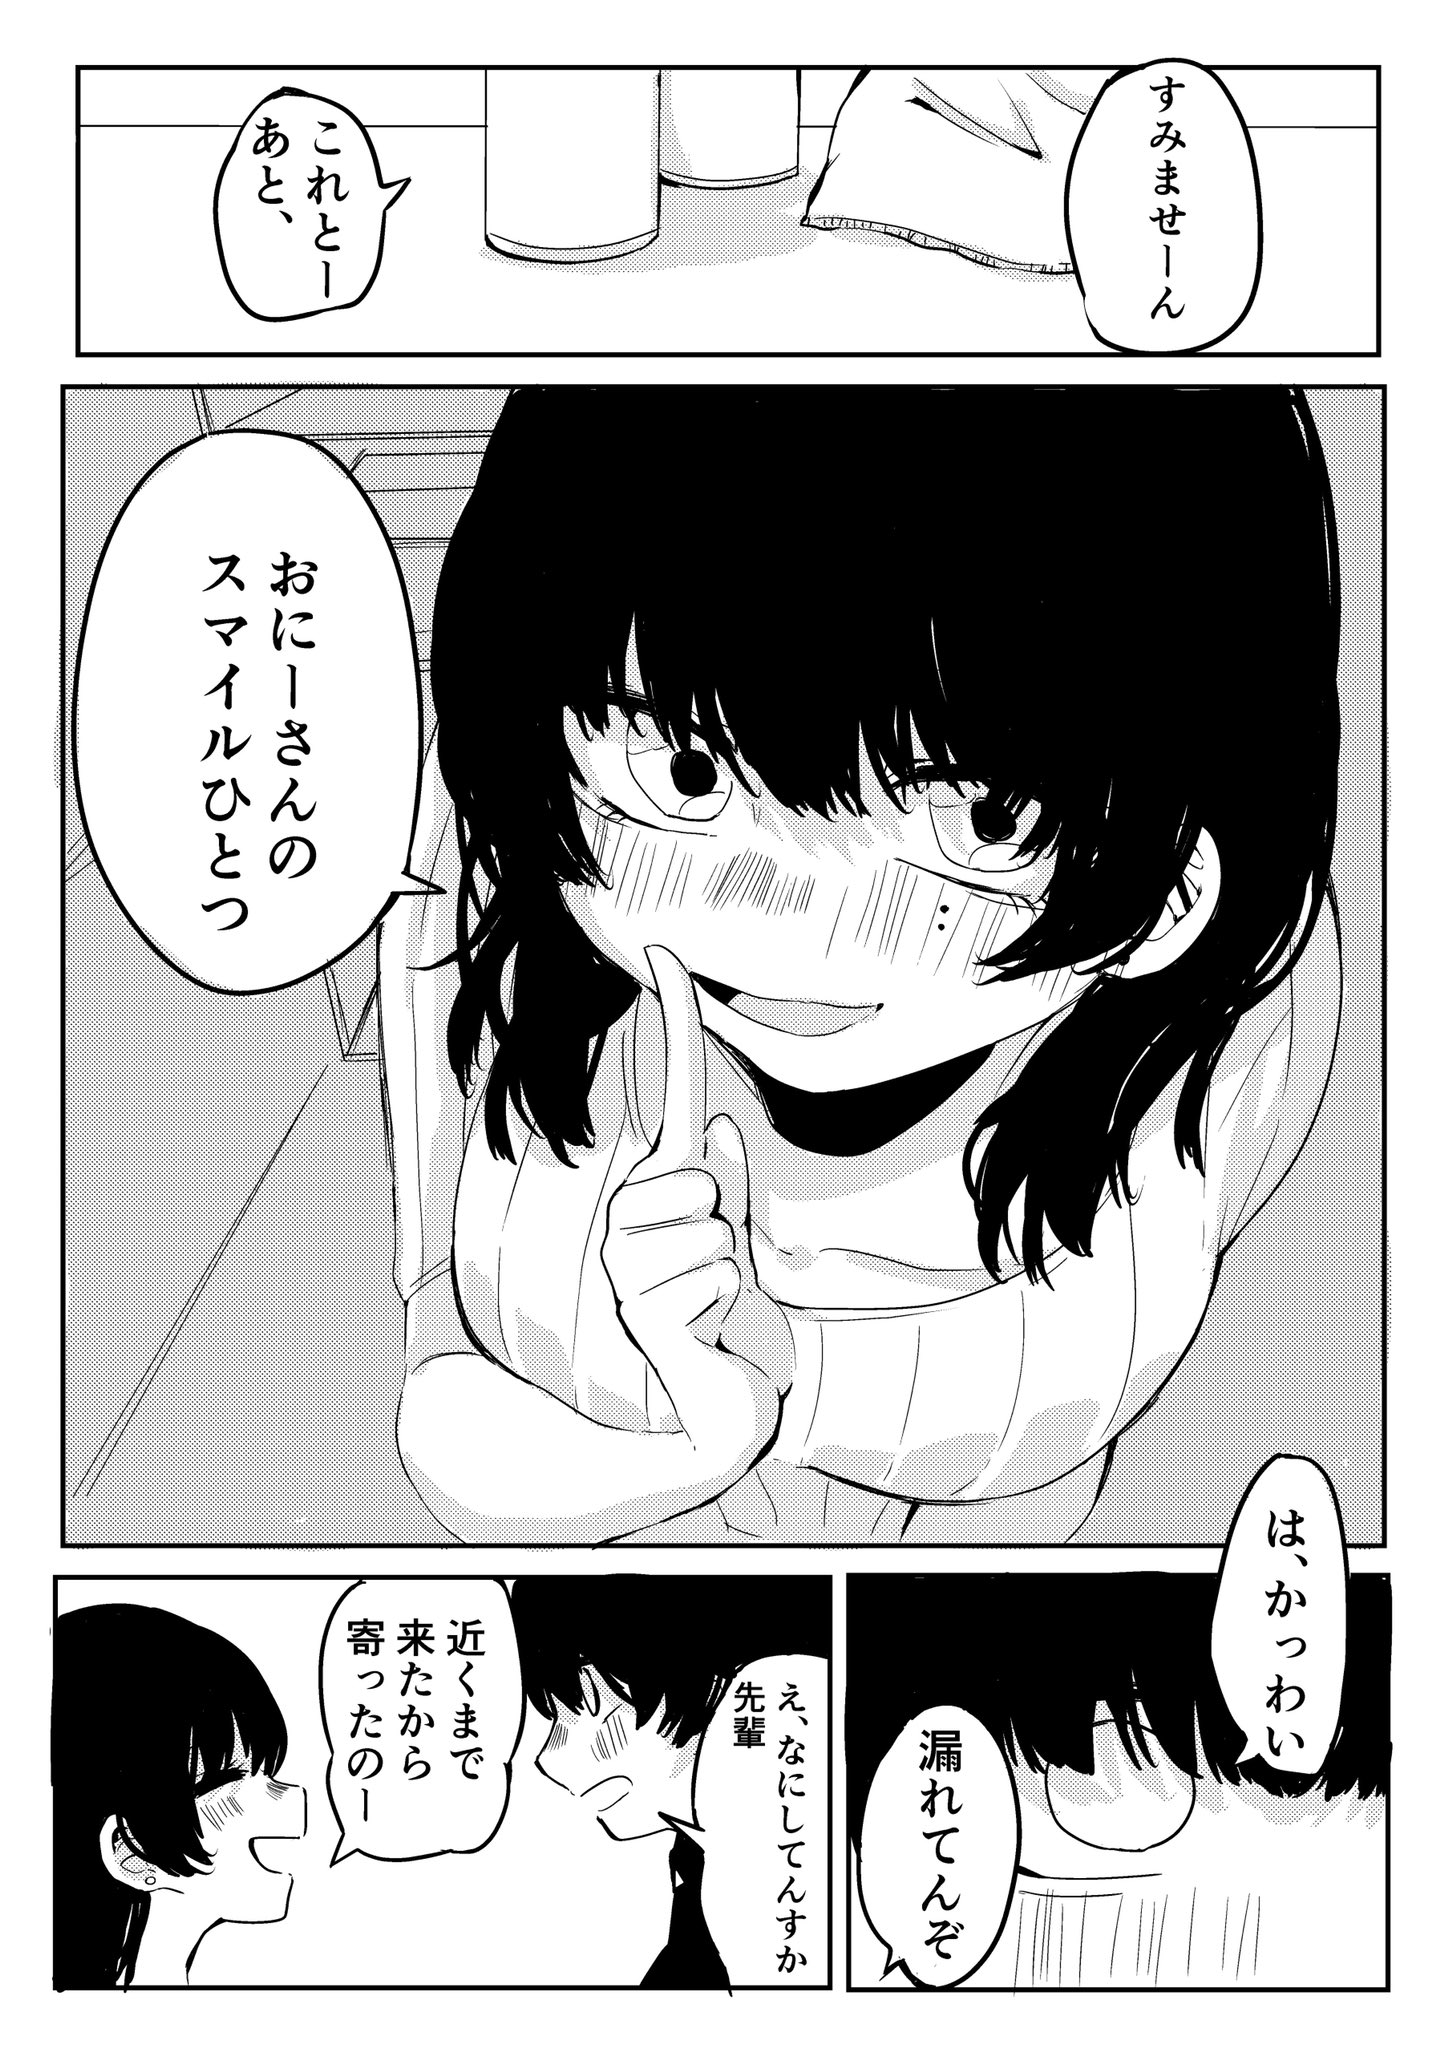 すみませーん
これとー
あと、
おにーさんの
スマイルひとつ
は、かっわい
漏れてんぞ
え、なにしてんすか
先輩
近くまで
来たから
寄ったのー